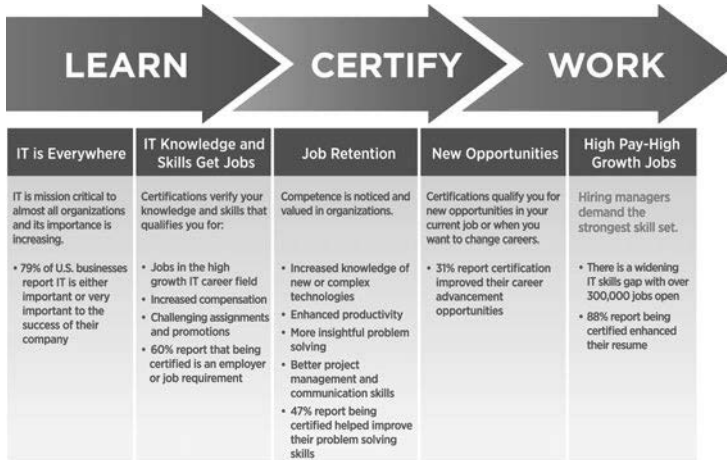 LEARN
CERTIFY
WORK
IT is Everywhere
IT is mission critical to
almost all organizations
and its importance is
increasing.
• 79% of U.S. businesses
report IT is either
important or very
important to the
success of their
company
IT Knowledge and
Skills Get Jobs
Certifications verify your
knowledge and skills that
qualifies you for:
• Jobs in the high
growth IT career field
• Increased compensation
• Challenging assignments
and promotions
• 60% report that being
certified is an employer
or job requirement
Job Retention
Competence is noticed and
valued in organizations.
• Increased knowledge of
new or complex
technologies
• Enhanced productivity
• More insightful problem
solving
• Better project
management and
communication skills
• 47% report being
certified helped improve
their problem solving
skills
New Opportunities
Certifications qualify you for
new opportunities in your
current job or when you
want to change careers.
• 31% report certification
improved their career
advancement
opportunities
High Pay-High
Growth Jobs
Hiring managers
demand the
strongest skill set.
• There is a widening
IT skills gap with over
300,000 jobs open
• 88% report being
certified enhanced
their resume